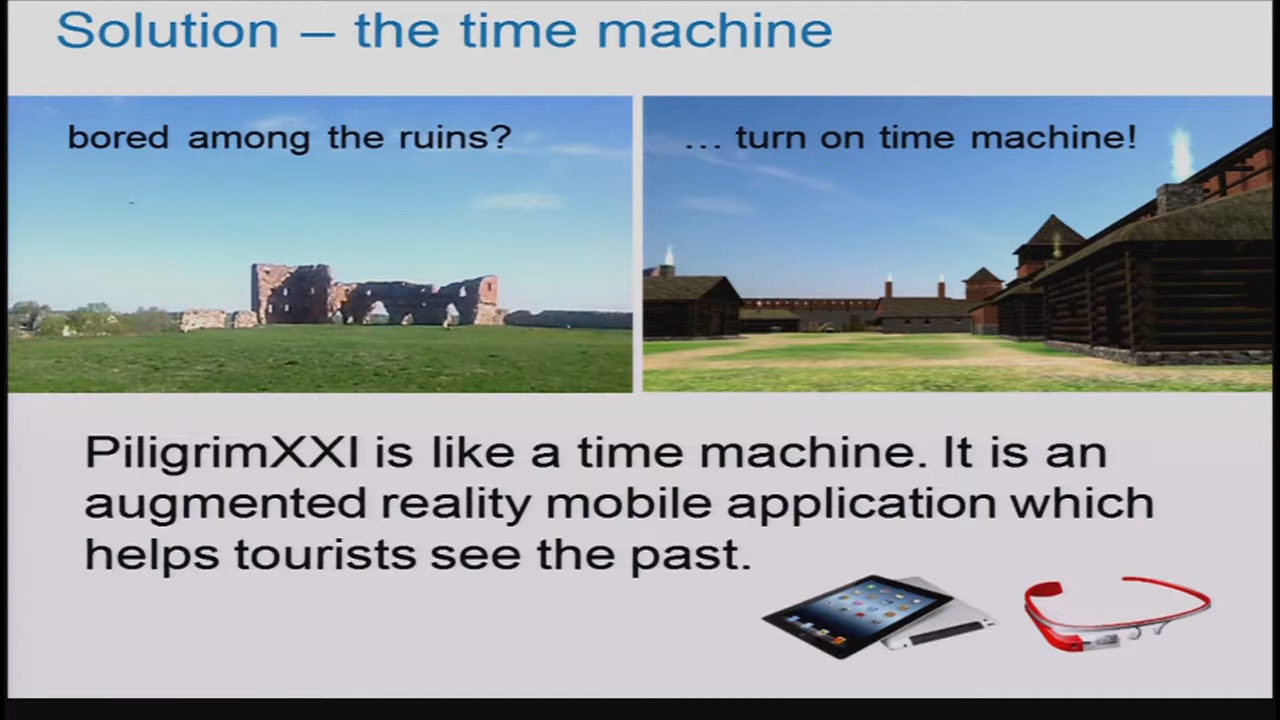 Solution – the time machine
bored among the ruins?
... turn on time machine!
PiligrimXXI is like a time machine. It is an
augmented reality mobile application which
helps tourists see the past.